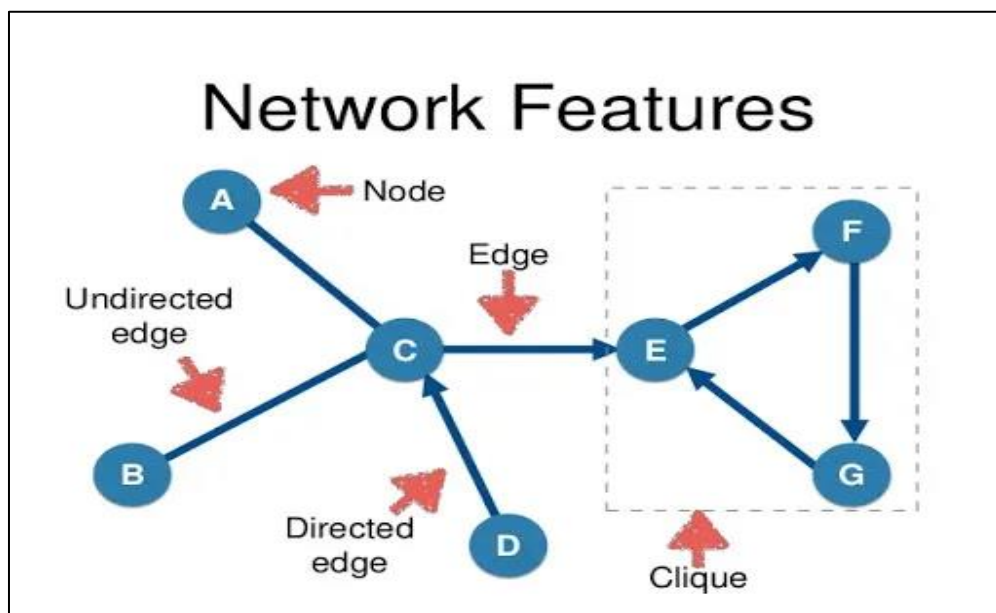 Network Features
A
Node
F
Edge
Undirected
edge
C
E
B
G
Directed
edge
D
Clique